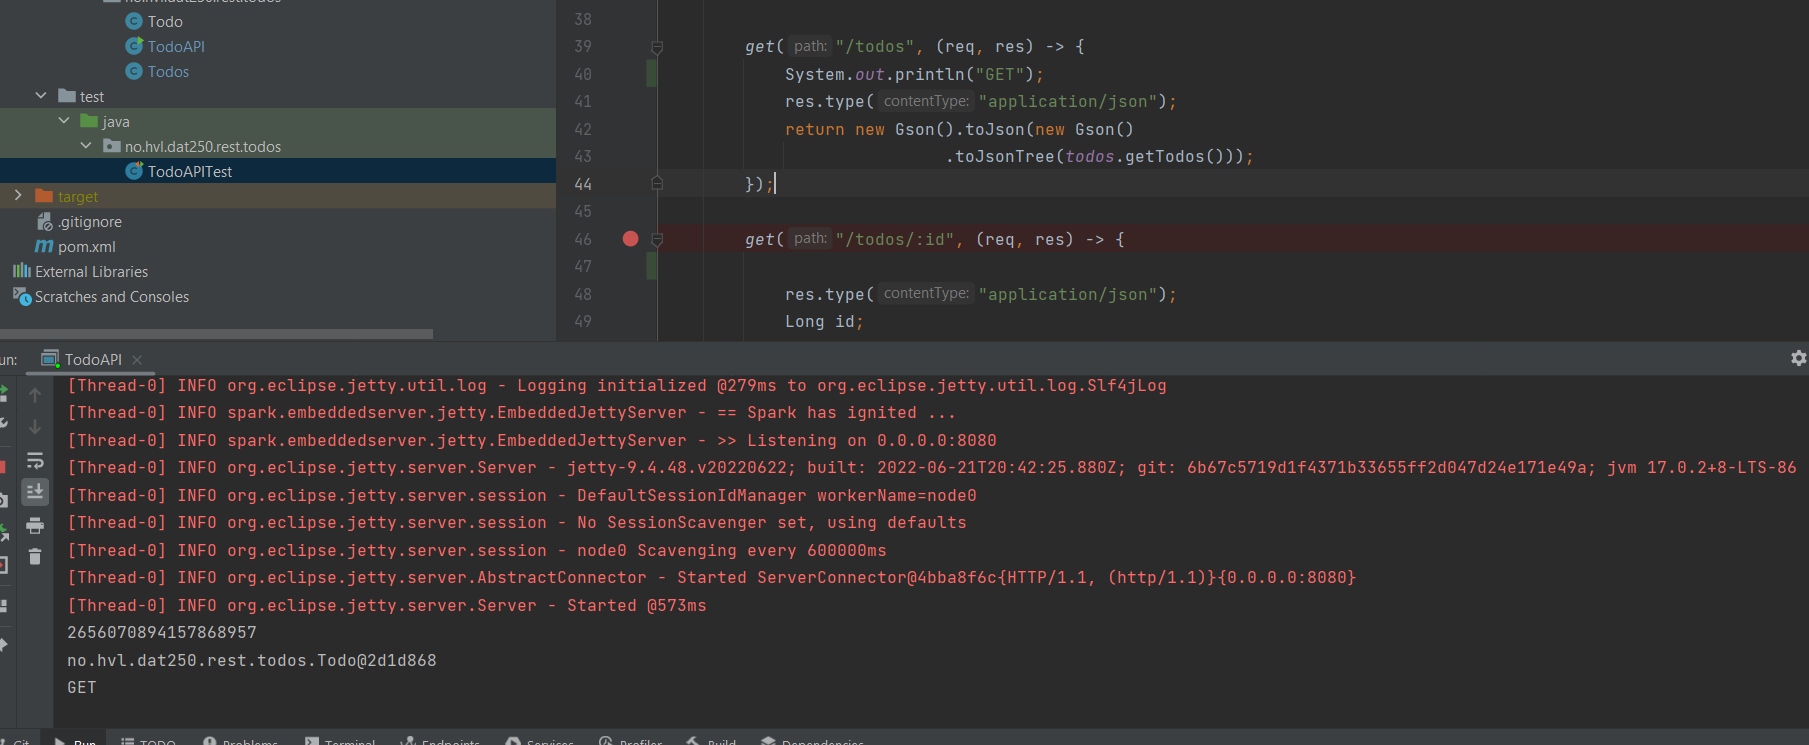 no.hvl.dat250.rest.todos
Todo
TodoAPI
Todos
test
java
no.hvl.dat250.rest.todos
TodoAPITest
target
.gitignore
pom.xml
External Libraries
Scratches and Consoles
38
39 get( path: "/todos", (req, res) -> {
40 System.out.println("GET");
41 res.type( contentType: "application/json");
42 return new Gson().toJson(new Gson()
43 .toJsonTree(todos.getTodos()));
44 });
45
46 get( path: "/todos/:id", (req, res) -> {
47
48 res.type( contentType: "application/json");
49 Long id;
un: TodoAPI
[Thread-0] INFO org.eclipse.jetty.util.log - Logging initialized @279ms to org.eclipse.jetty.util.log.Slf4jLog
[Thread-0] INFO spark.embeddedserver.jetty.EmbeddedJettyServer - == Spark has ignited ...
[Thread-0] INFO spark.embeddedserver.jetty.EmbeddedJettyServer - >> Listening on 0.0.0.0:8080
[Thread-0] INFO org.eclipse.jetty.server.Server - jetty-9.4.48.v20220622; built: 2022-06-21T20:42:25.880Z; git: 6b67c5719d1f4371b33655ff2d047d24e171e49a; jvm 17.0.2+8-LTS-86
[Thread-0] INFO org.eclipse.jetty.server.session - DefaultSessionIdManager workerName=node0
[Thread-0] INFO org.eclipse.jetty.server.session - No SessionScavenger set, using defaults
[Thread-0] INFO org.eclipse.jetty.server.session - node0 Scavenging every 600000ms
[Thread-0] INFO org.eclipse.jetty.server.AbstractConnector - Started ServerConnector@4bba8f6c{HTTP/1.1, (http/1.1)}{0.0.0.0:8080}
[Thread-0] INFO org.eclipse.jetty.server.Server - Started @573ms
2656070894157868957
no.hvl.dat250.rest.todos.Todo@2d1d868
GET
Git Run TODO Problems Terminal Endpoints Services Profiler Build Dependencies